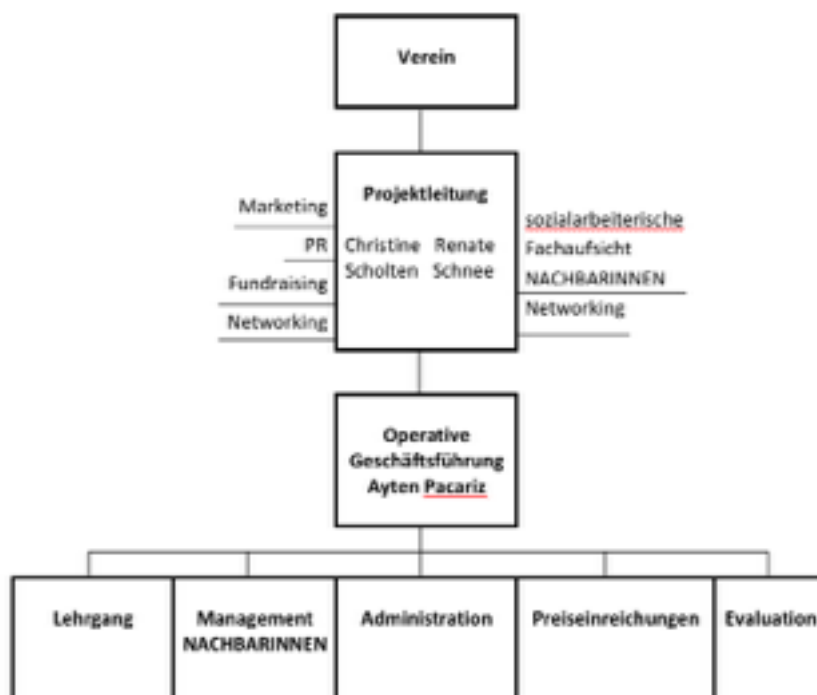 Verein
Projektleitung
Marketing
PR
Fundraising
Networking
Christine Renate
Scholten Schnee
sozialarbeiterische
Fachaufsicht
NACHBARINNEN
Networking
Operative
Geschäftsführung
Ayten Pacariz
Lehrgang
Management
NACHBARINNEN
Administration
Preiseinreichungen
Evaluation